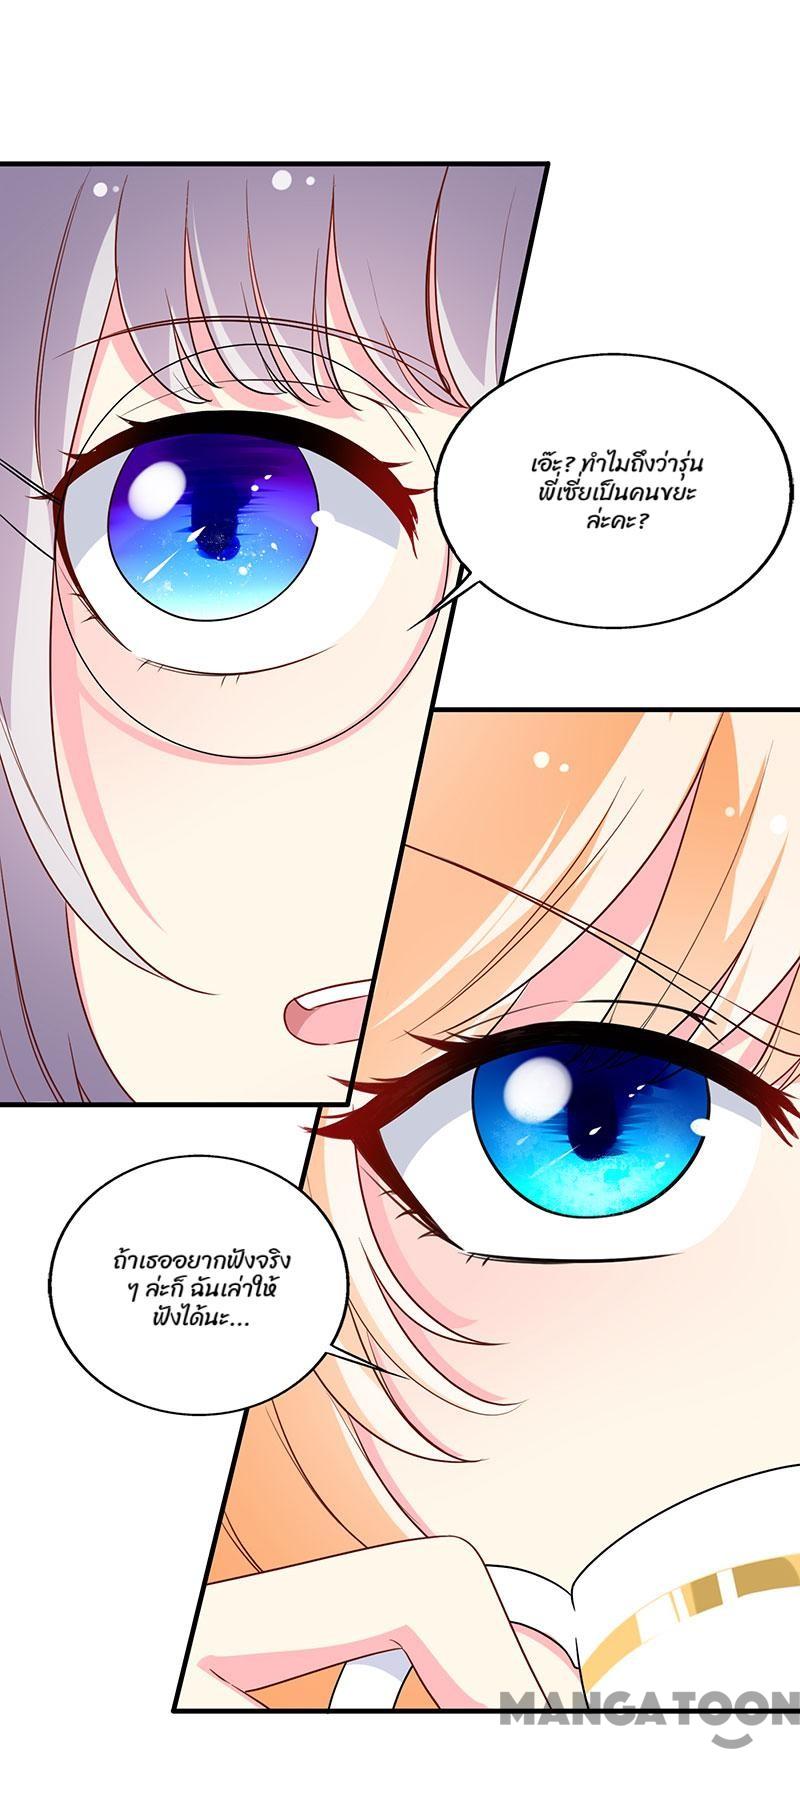 เอ๊ะ? ทำไมถึงว่ารุ่น
พี่เซี่ยเป็นคนขยะ
ล่ะคะ?
ถ้าเธออยากฟังจริง
ๆ ล่ะก็ ฉันเล่าให้
ฟังได้นะ...
MANGATOON